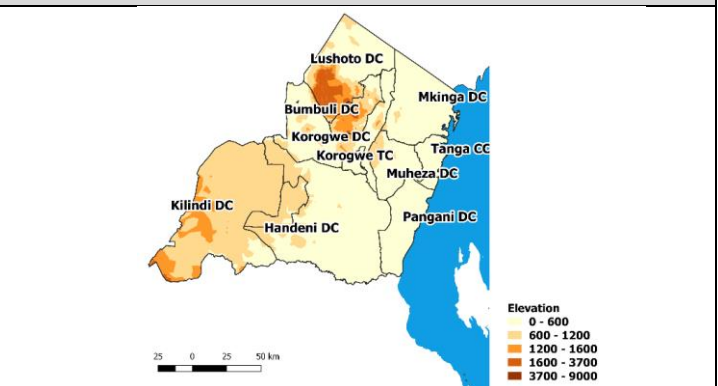 Lushoto DC
Mkinga DC
Bumbuli DC
Korogwe DC
Tanga CC
Korogwe TC
Muheza DC
Kilindi DC
Pangani DC
Handeni DC
Elevation
0 - 600
600 - 1200
1200 - 1600
1600 - 3700
3700 - 9000
25 0 25 50 km